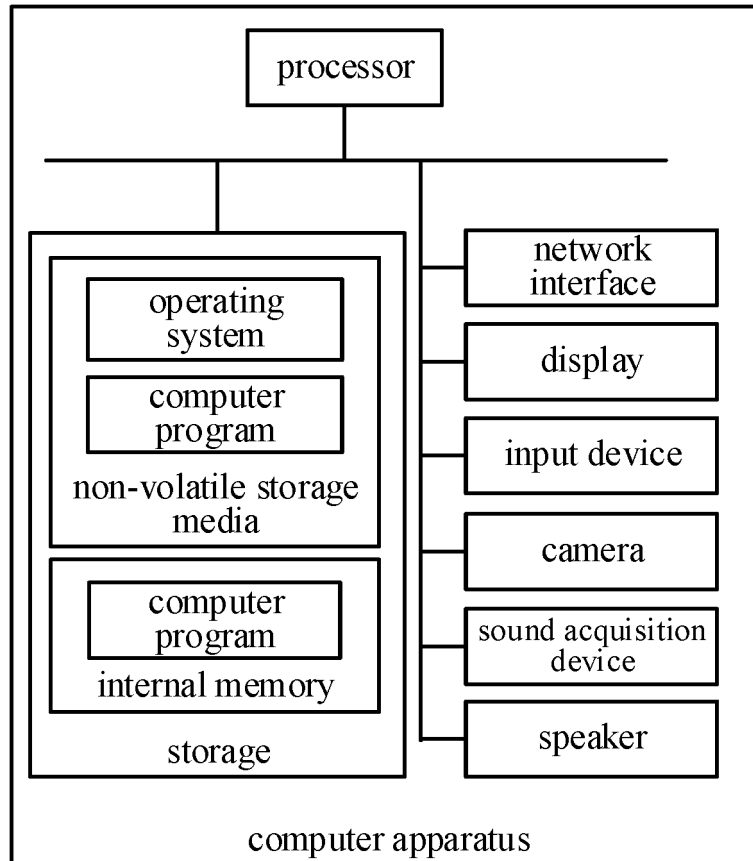 processor
operating
system
computer
program
non-volatile storage
media
computer
program
internal memory
storage
network
interface
display
input device
camera
sound acquisition
device
speaker
computer apparatus